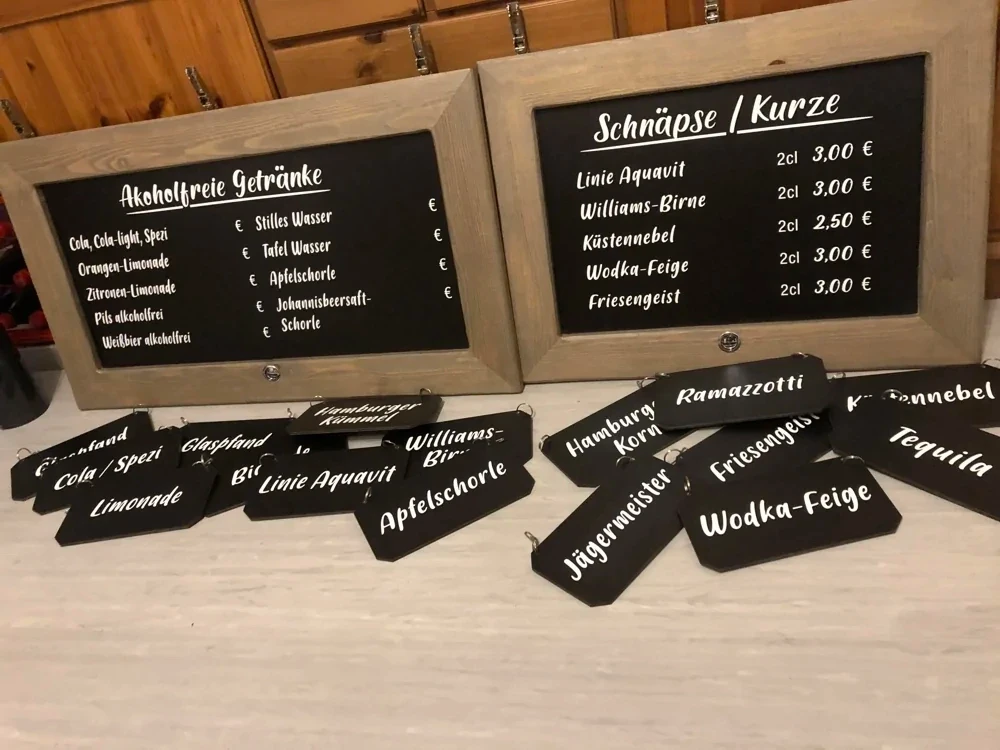 Akoholfreie Getränke
Cola, Cola-light, Spezi €
Orangen-Limonade €
Zitronen-Limonade €
Pils alkoholfrei €
Weißbier alkoholfrei €
Stilles Wasser €
Tafel Wasser €
Apfelschorle €
Johannisbeersaft- €
Schorle
Schnäpse / Kurze
Linie Aquavit 2cl 3,00 €
Williams-Birne 2cl 3,00 €
Küstennebel 2cl 2,50 €
Wodka-Feige 2cl 3,00 €
Friesengeist 2cl 3,00 €
Hamburger
Kümmel
Glaspfand
Cola / Spezi
Limonade
Linie Aquavit
Williams-
Apfelschorle
Ramazzotti
Korn
Friesengeist
Jägermeister
Wodka-Feige
Tequila